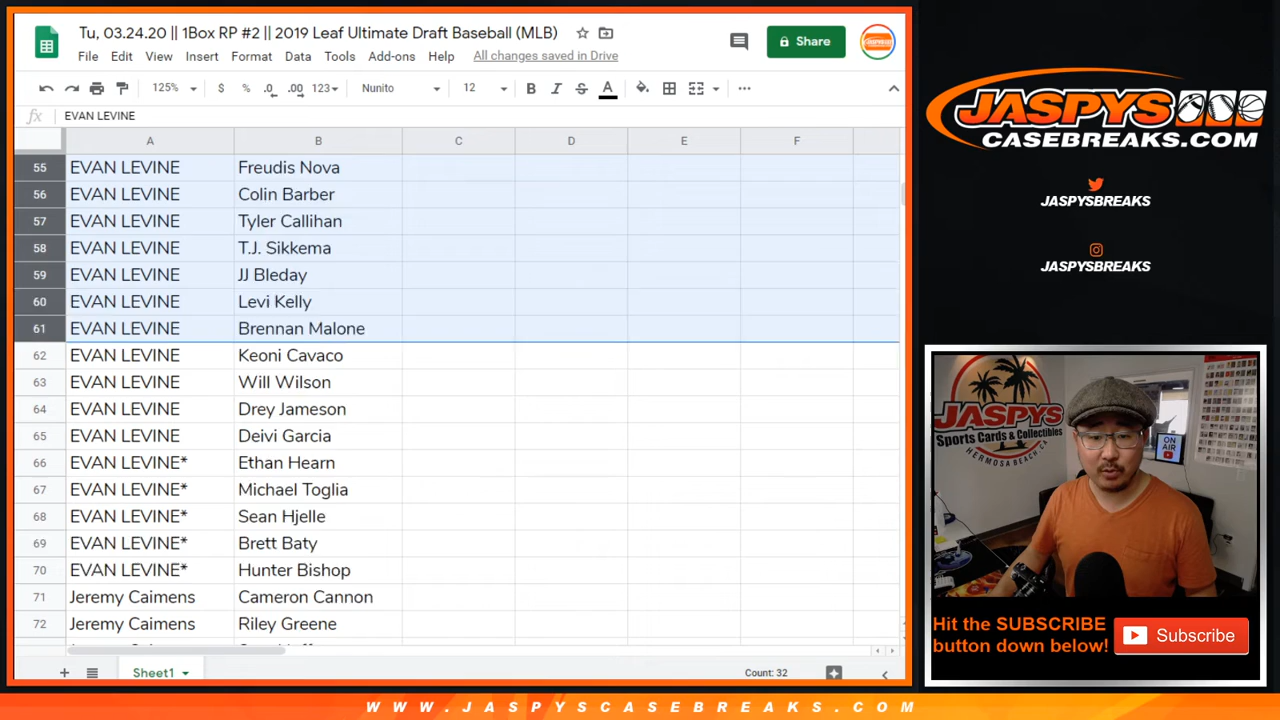 Tu, 03.24.20 || 1Box RP #2 || 2019 Leaf Ultimate Draft Baseball (MLB)
File Edit View Insert Format Data Tools Add-ons Help All changes saved in Drive
Share
125% $ % .0 .00 123 Nunito 12 B I S A
fx EVAN LEVINE
A B C D E F
55 EVAN LEVINE Freudis Nova
56 EVAN LEVINE Colin Barber
57 EVAN LEVINE Tyler Callihan
58 EVAN LEVINE T.J. Sikkema
59 EVAN LEVINE JJ Bleday
60 EVAN LEVINE Levi Kelly
61 EVAN LEVINE Brennan Malone
62 EVAN LEVINE Keoni Cavaco
63 EVAN LEVINE Will Wilson
64 EVAN LEVINE Drey Jameson
65 EVAN LEVINE Deivi Garcia
66 EVAN LEVINE* Ethan Hearn
67 EVAN LEVINE* Michael Toglia
68 EVAN LEVINE* Sean Hjelle
69 EVAN LEVINE* Brett Baty
70 EVAN LEVINE* Hunter Bishop
71 Jeremy Caimens Cameron Cannon
72 Jeremy Caimens Riley Greene
Sheet1
Count: 32
JASPYS
CASEBREAKS.COM
JASPYSBREAKS
JASPYSBREAKS
JASPYS
Sports Cards & Collectibles
HERMOSA BEACH, CA
ON AIR
Hit the SUBSCRIBE
button down below!
Subscribe
WWW.JASPYSCASEBREAKS.COM